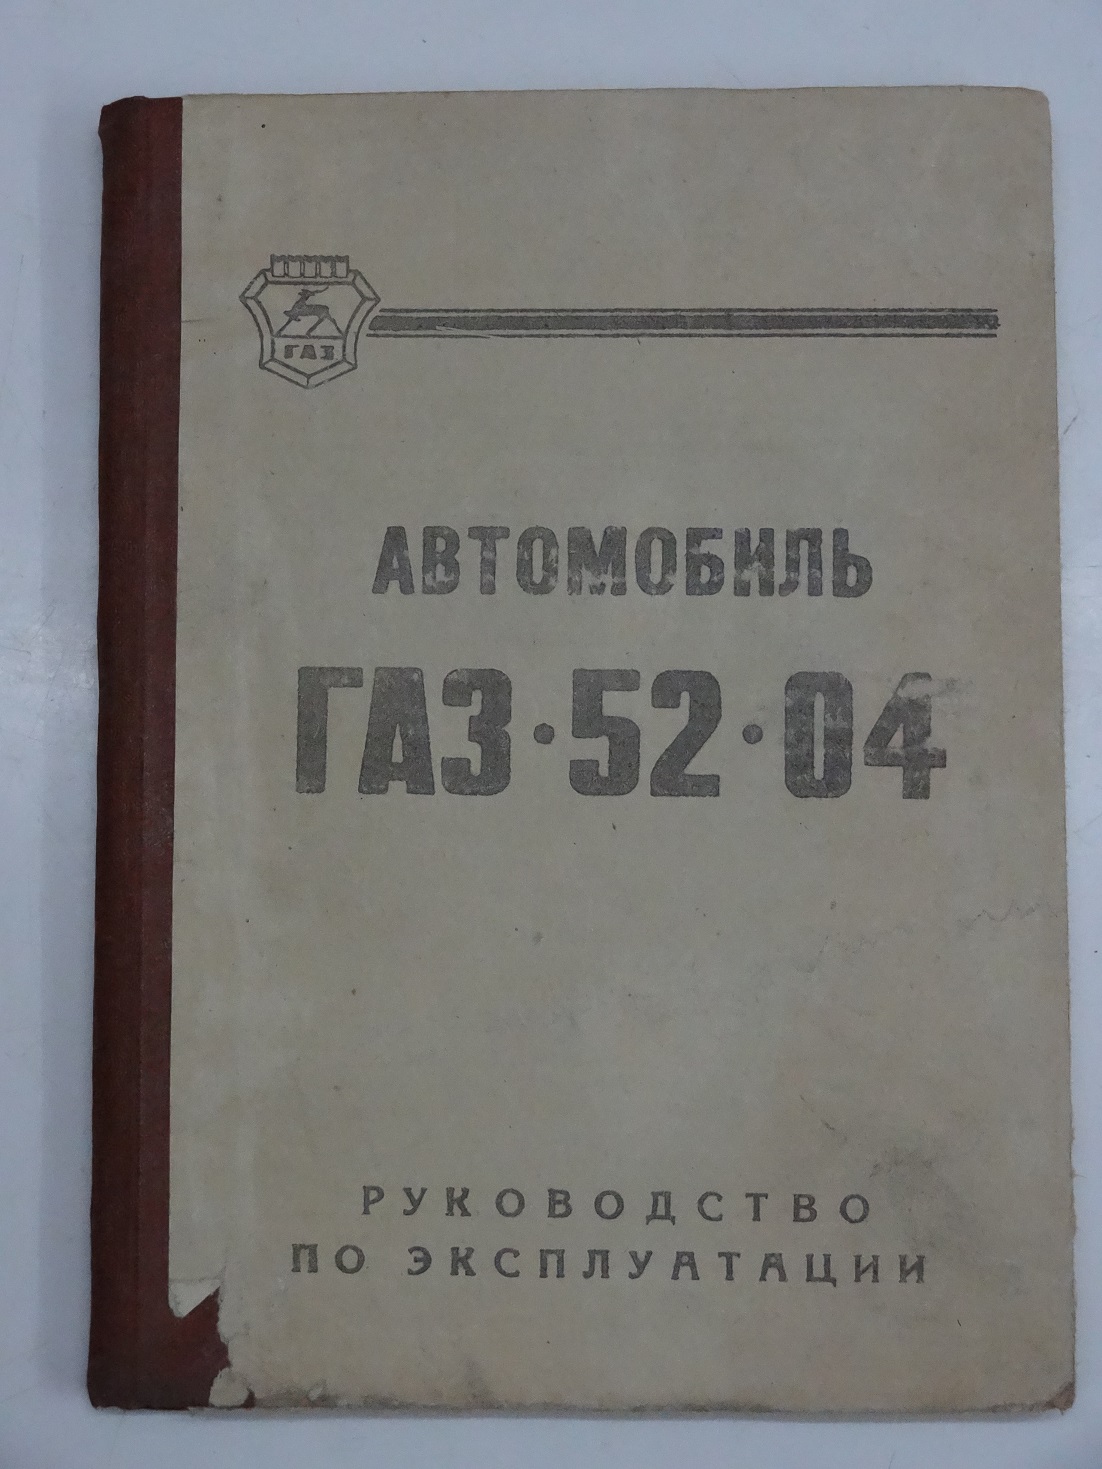 ГАЗ
АВТОМОБИЛЬ
ГАЗ·52·04
РУКОВОДСТВО
ПО ЭКСПЛУАТАЦИИ